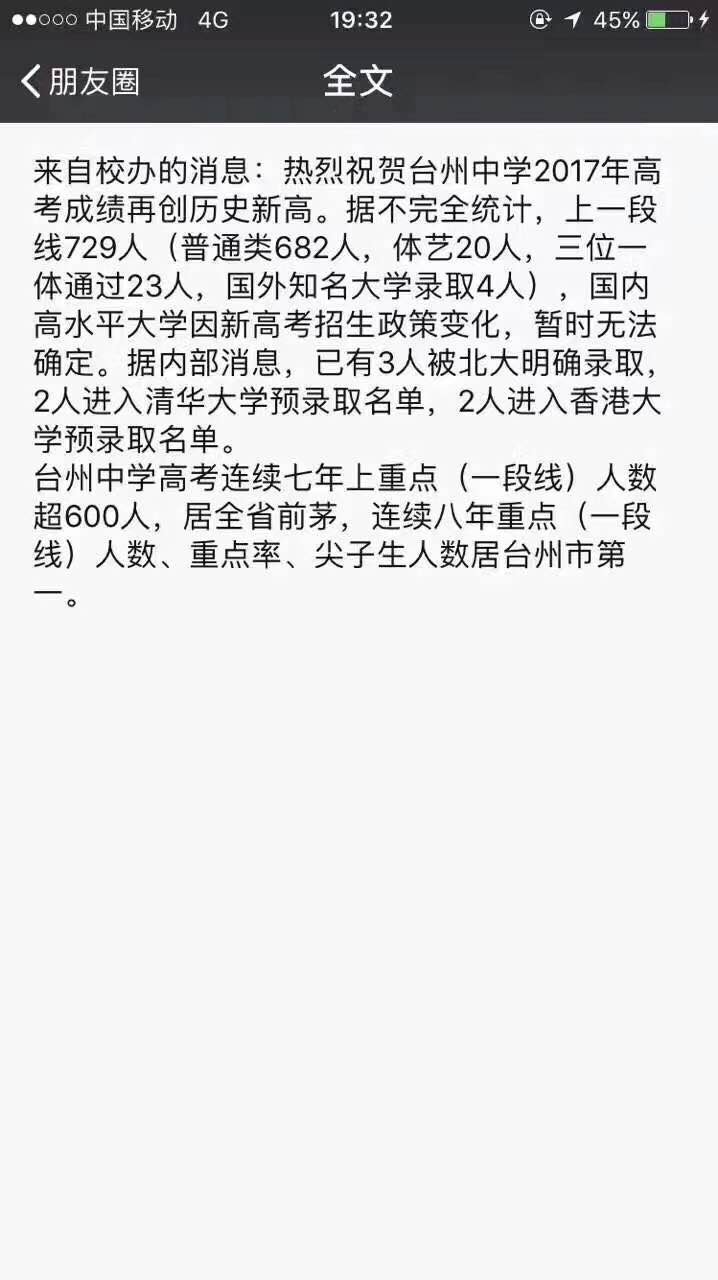 中国移动 4G 19:32 45%
朋友圈 全文
来自校办的消息：热烈祝贺台州中学2017年高
考成绩再创历史新高。据不完全统计，上一段
线729人（普通类682人，体艺20人，三位一
体通过23人，国外知名大学录取4人），国内
高水平大学因新高考招生政策变化，暂时无法
确定。据内部消息，已有3人被北大明确录取，
2人进入清华大学预录取名单，2人进入香港大
学预录取名单。
台州中学高考连续七年上重点（一段线）人数
超600人，居全省前茅，连续八年重点（一段
线）人数、重点率、尖子生人数居台州市第
一。